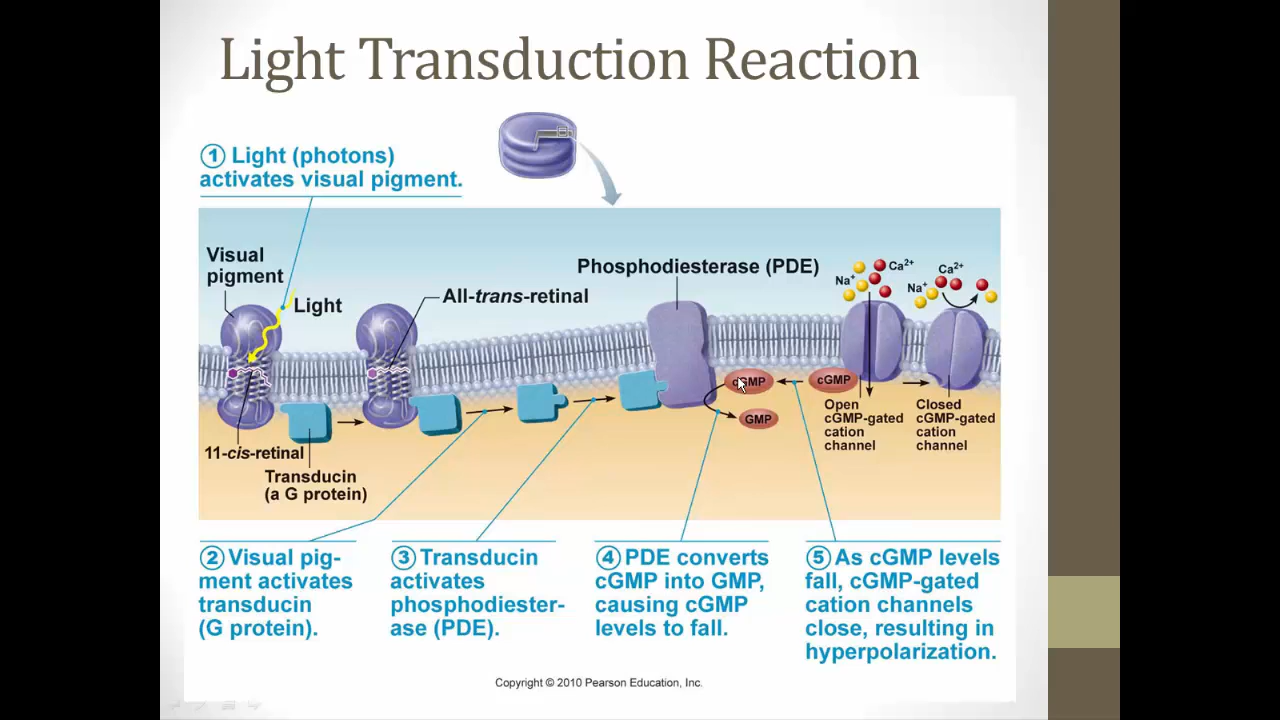 Light Transduction Reaction
① Light (photons)
activates visual pigment.
Visual
pigment
Light
All-trans-retinal
Phosphodiesterase (PDE)
Na+
Ca2+
Na+
Ca2+
cGMP
cGMP
GMP
Open
cGMP-gated
cation
channel
Closed
cGMP-gated
cation
channel
11-cis-retinal
Transducin
(a G protein)
② Visual pig-
ment activates
transducin
(G protein).
③ Transducin
activates
phosphodiester-
ase (PDE).
④ PDE converts
cGMP into GMP,
causing cGMP
levels to fall.
⑤ As cGMP levels
fall, cGMP-gated
cation channels
close, resulting in
hyperpolarization.
Copyright © 2010 Pearson Education, Inc.